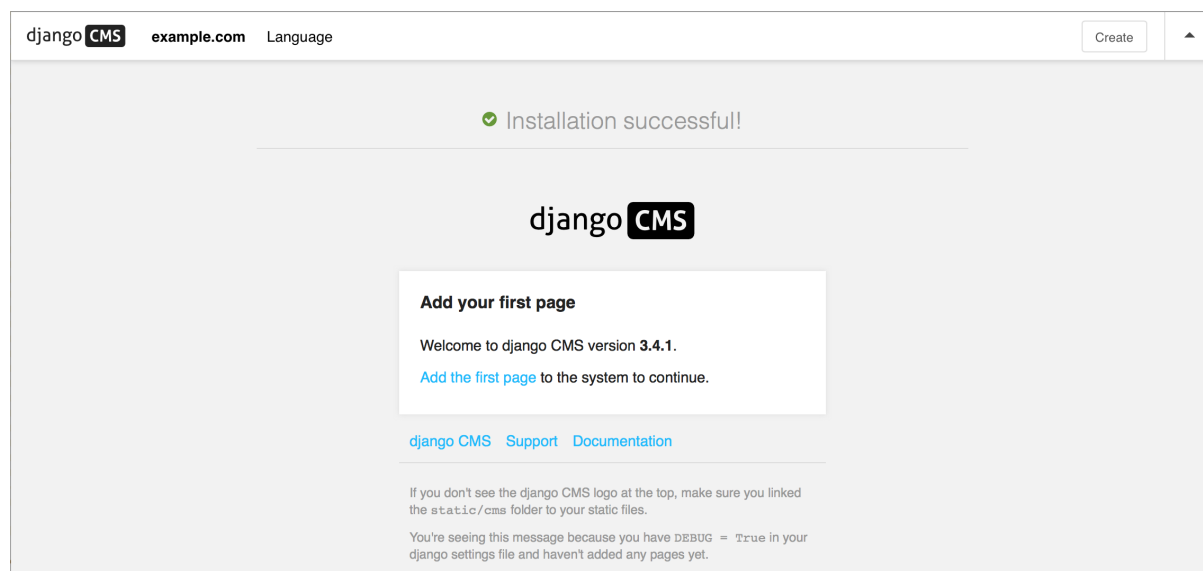 django CMS example.com Language Create
Installation successful!
django CMS
Add your first page
Welcome to django CMS version 3.4.1.
Add the first page to the system to continue.
django CMS Support Documentation
If you don't see the django CMS logo at the top, make sure you linked
the static/cms folder to your static files.
You're seeing this message because you have DEBUG = True in your
django settings file and haven't added any pages yet.